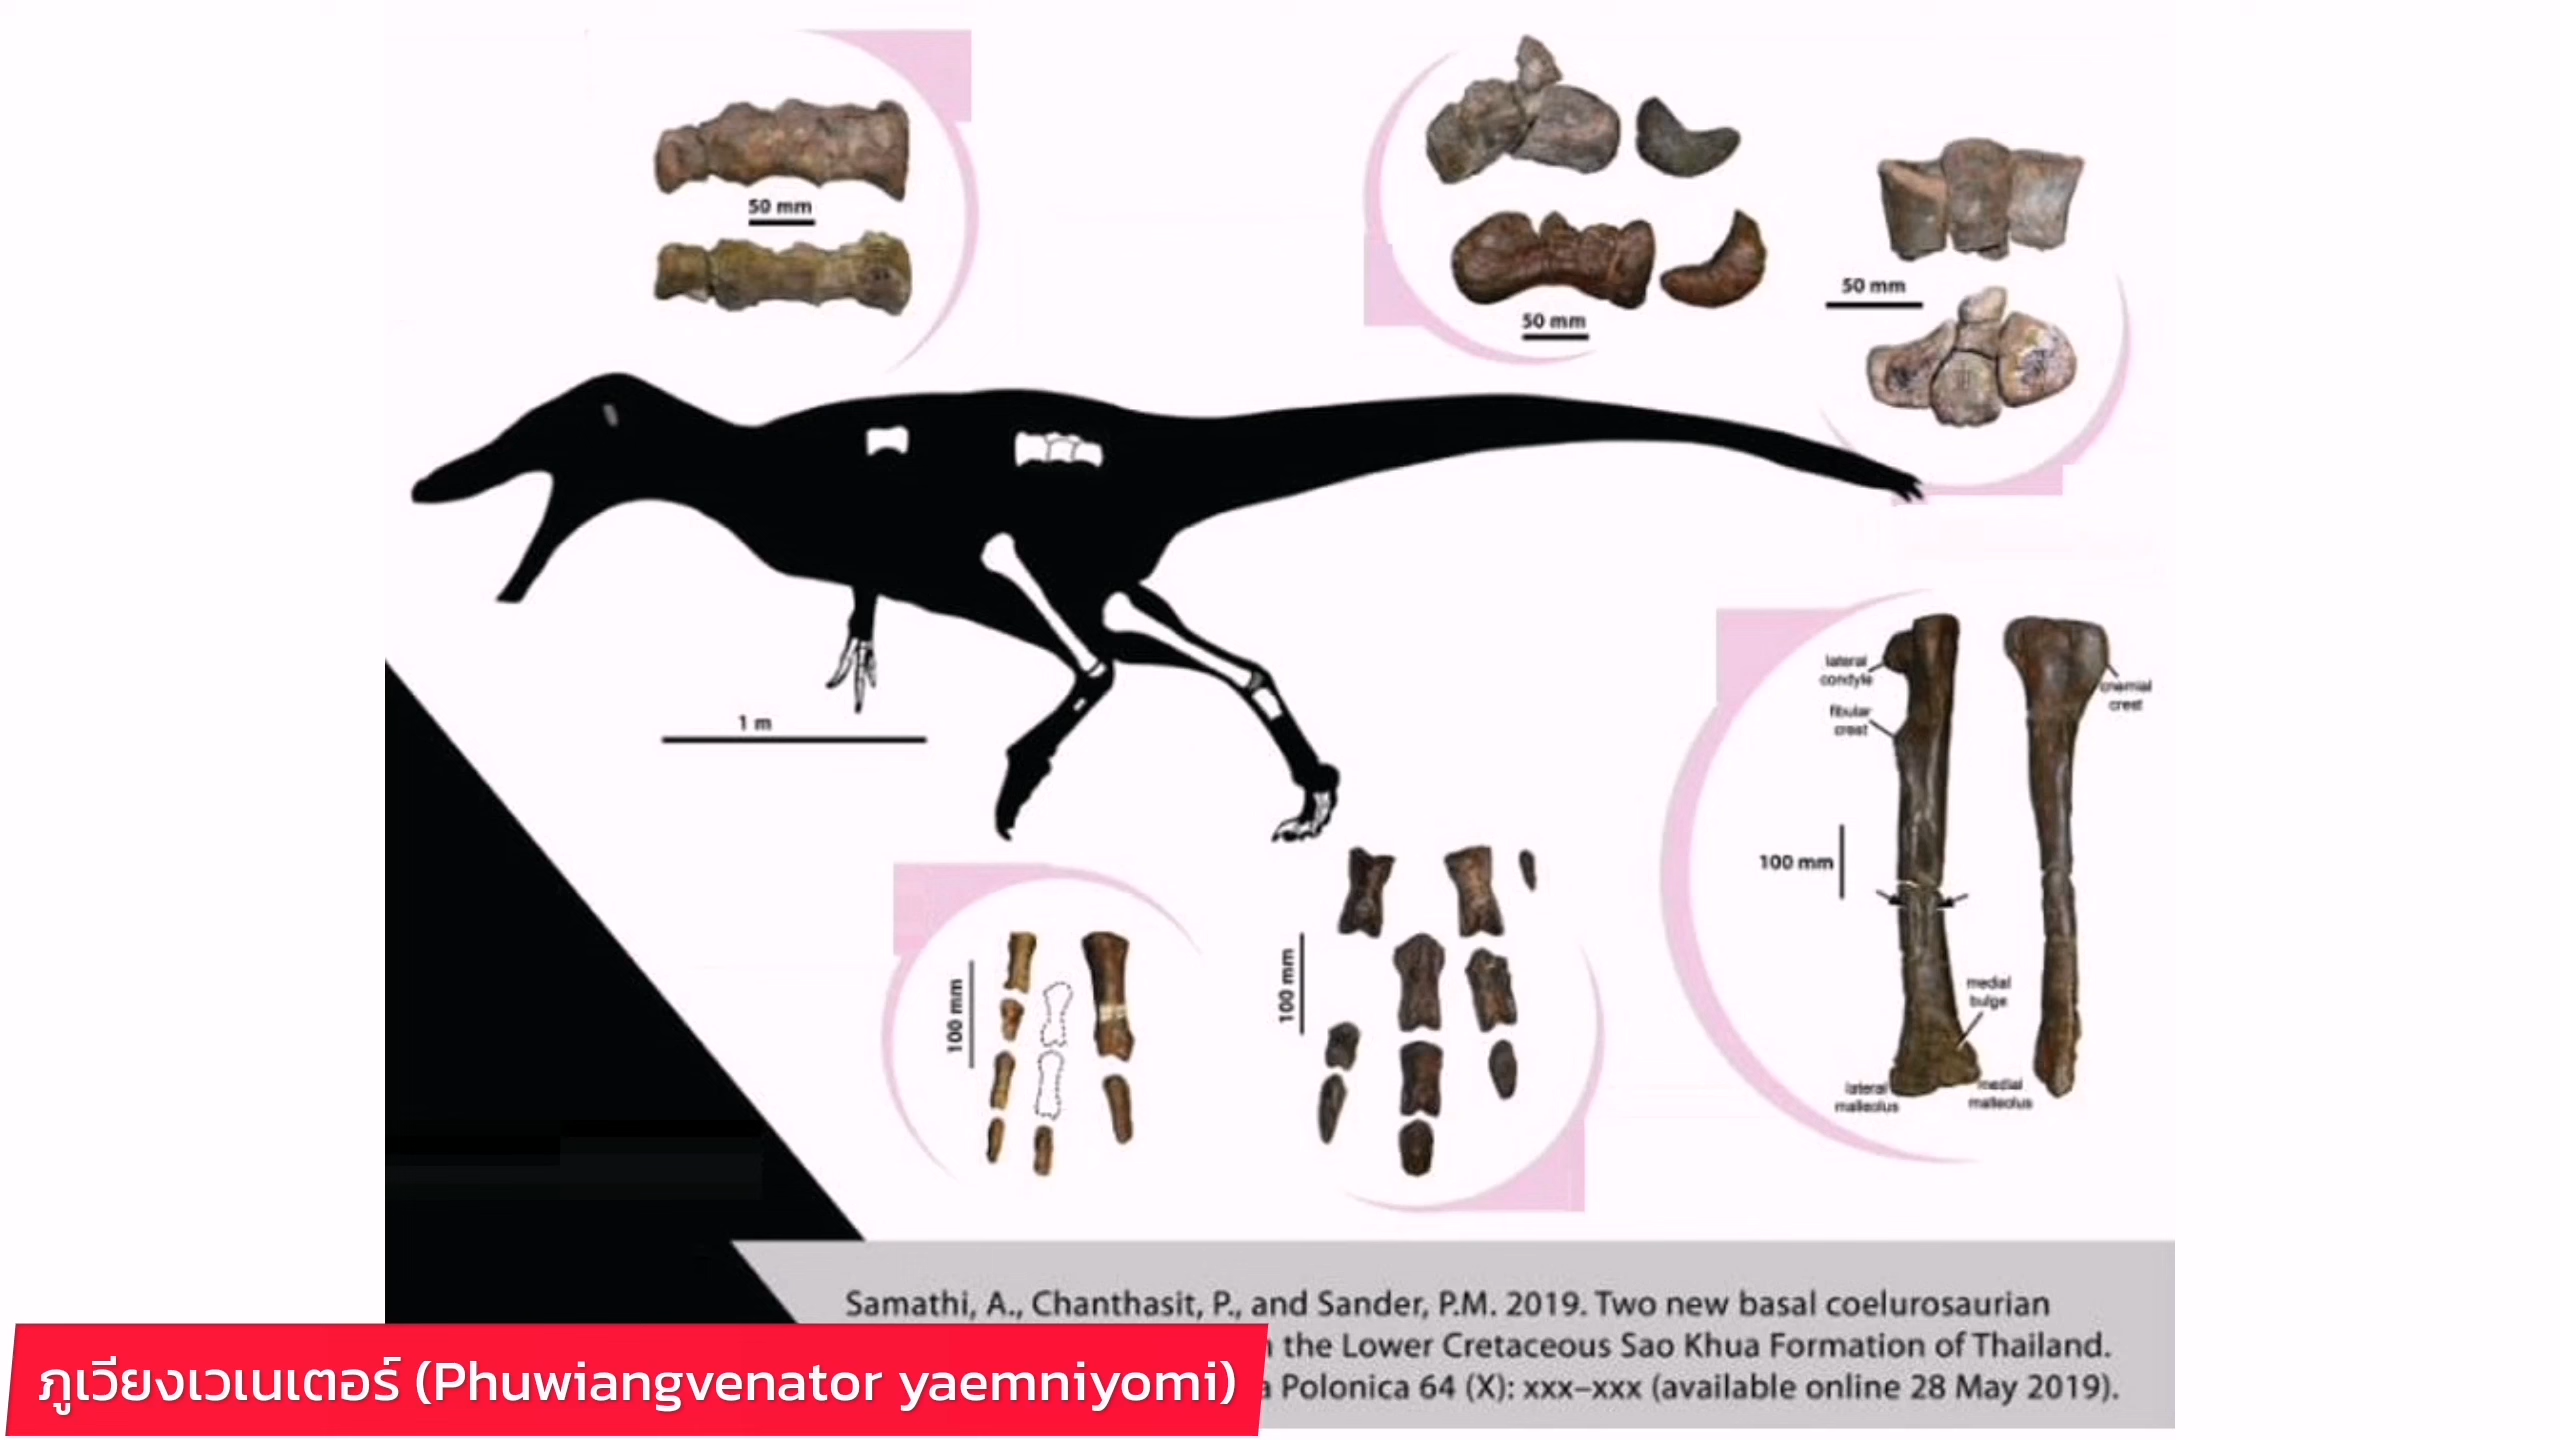 50 mm
50 mm
50 mm
lateral
condyle
cnemial
crest
fibular
crest
1 m
100 mm
100 mm
100 mm
medial
bulge
lateral
malleolus
medial
malleolus
Samathi, A., Chanthasit, P., and Sander, P.M. 2019. Two new basal coelurosaurian
the Lower Cretaceous Sao Khua Formation of Thailand.
a Polonica 64 (X): xxx–xxx (available online 28 May 2019).
ภูเวียงเวเนเตอร์ (Phuwiangvenator yaemniyomi)